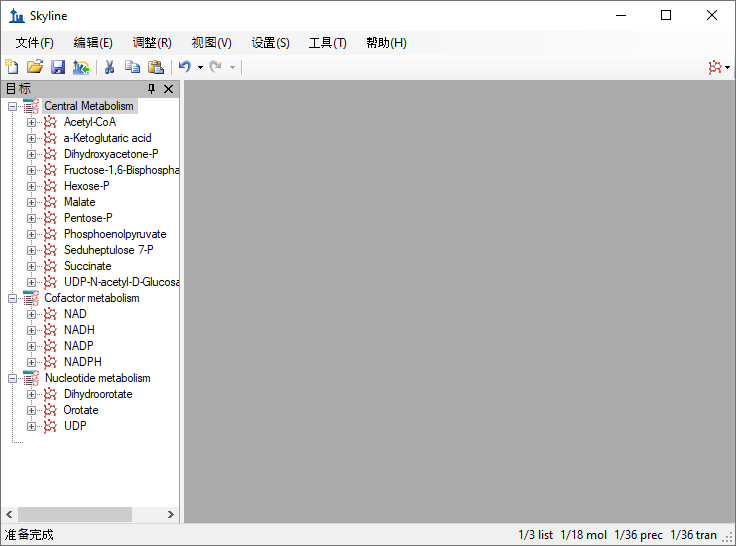 Skyline
文件(F) 编辑(E) 调整(R) 视图(V) 设置(S) 工具(T) 帮助(H)
目标
Central Metabolism
Acetyl-CoA
a-Ketoglutaric acid
Dihydroxyacetone-P
Fructose-1,6-Bisphospha
Hexose-P
Malate
Pentose-P
Phosphoenolpyruvate
Seduheptulose 7-P
Succinate
UDP-N-acetyl-D-Glucosa
Cofactor metabolism
NAD
NADH
NADP
NADPH
Nucleotide metabolism
Dihydroorotate
Orotate
UDP
准备完成 1/3 list 1/18 mol 1/36 prec 1/36 tran